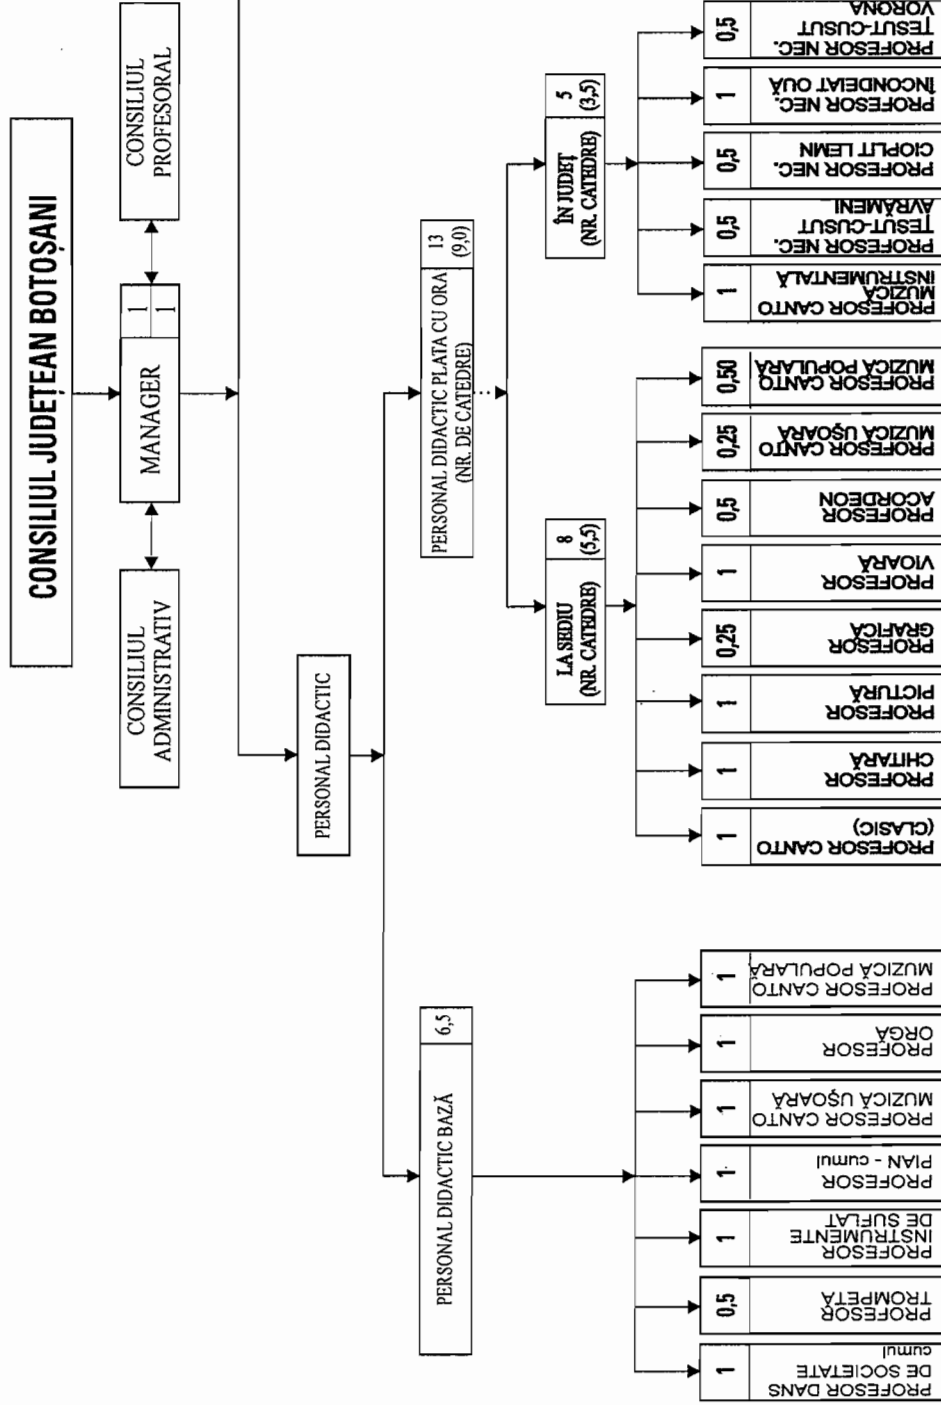 CONSILIUL JUDEȚEAN BOTOȘANI
CONSILIUL
ADMINISTRATIV
MANAGER
1
1
CONSILIUL
PROFESORAL
PERSONAL DIDACTIC
PERSONAL DIDACTIC BAZĂ
6,5
PERSONAL DIDACTIC PLATA CU ORA
(NR. DE CATEDRE)
13
(9,0)
LA SEDIU
(NR. CATEDRE)
8
(5,5)
ÎN JUDEȚ
(NR. CATEDRE)
5
(3,5)
1
PROFESOR DANS
DE SOCIETATE
cumul
0,5
PROFESOR
TROMPETĂ
1
PROFESOR
INSTRUMENTE
DE SUFLAT
1
PROFESOR
PIAN - cumul
1
PROFESOR CANTO
MUZICĂ UȘOARĂ
1
PROFESOR
ORGĂ
1
PROFESOR CANTO
MUZICĂ POPULARĂ
1
PROFESOR CANTO
(CLASIC)
1
PROFESOR
CHITARĂ
1
PROFESOR
PICTURĂ
0,25
PROFESOR
GRAFICĂ
1
PROFESOR
VIOARĂ
0,5
PROFESOR
ACORDEON
0,25
PROFESOR CANTO
MUZICĂ UȘOARĂ
0,50
PROFESOR CANTO
MUZICĂ POPULARĂ
1
PROFESOR CANTO
MUZICĂ
INSTRUMENTALĂ
0,5
PROFESOR NEC.
ȚESUT-CUSUT
AVRĂMENI
0,5
PROFESOR NEC.
CIOPLIT LEMN
1
PROFESOR NEC.
ÎNCONDEIAT OUĂ
0,5
PROFESOR NEC.
ȚESUT-CUSUT
VORONA